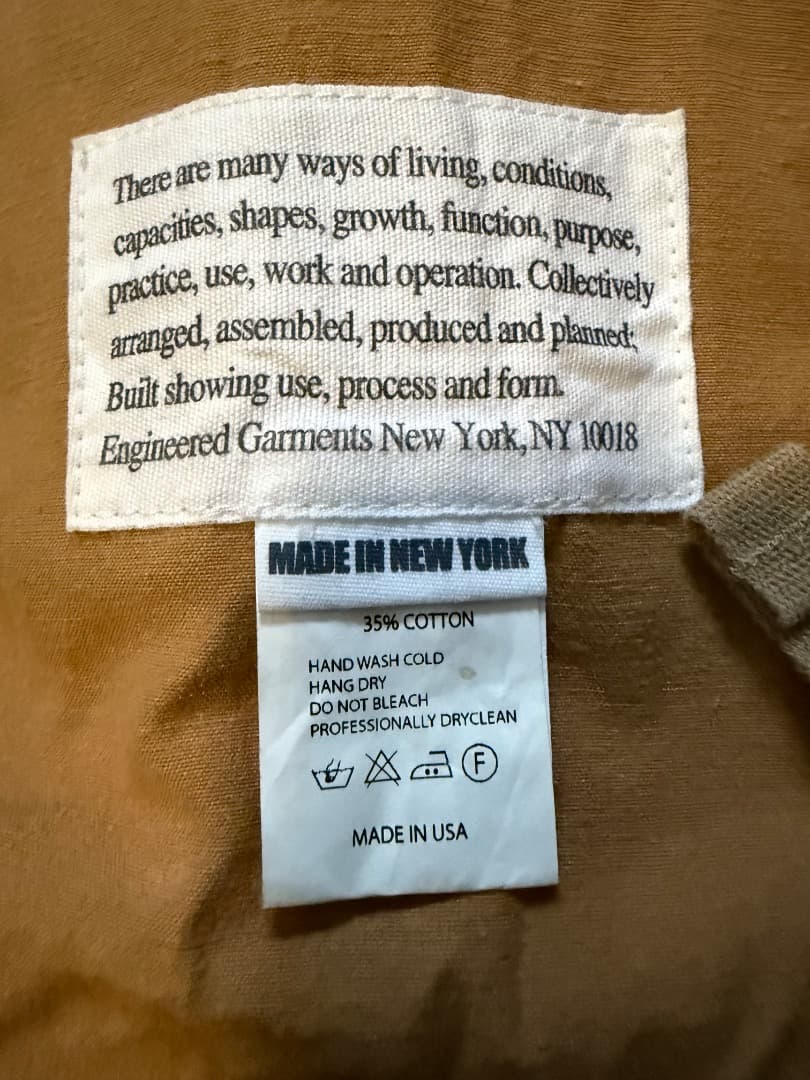 There are many ways of living, conditions,
capacities, shapes, growth, function, purpose,
practice, use, work and operation. Collectively
arranged, assembled, produced and planned;
Built showing use, process and form.
Engineered Garments New York, NY 10018
MADE IN NEW YORK
35% COTTON
HAND WASH COLD
HANG DRY
DO NOT BLEACH
PROFESSIONALLY DRYCLEAN
F
MADE IN USA